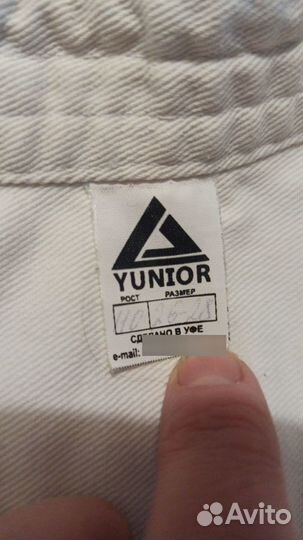 YUNIOR
РОСТ РАЗМЕР
СДЕЛАНО В УФЕ
e-mail:
Avito